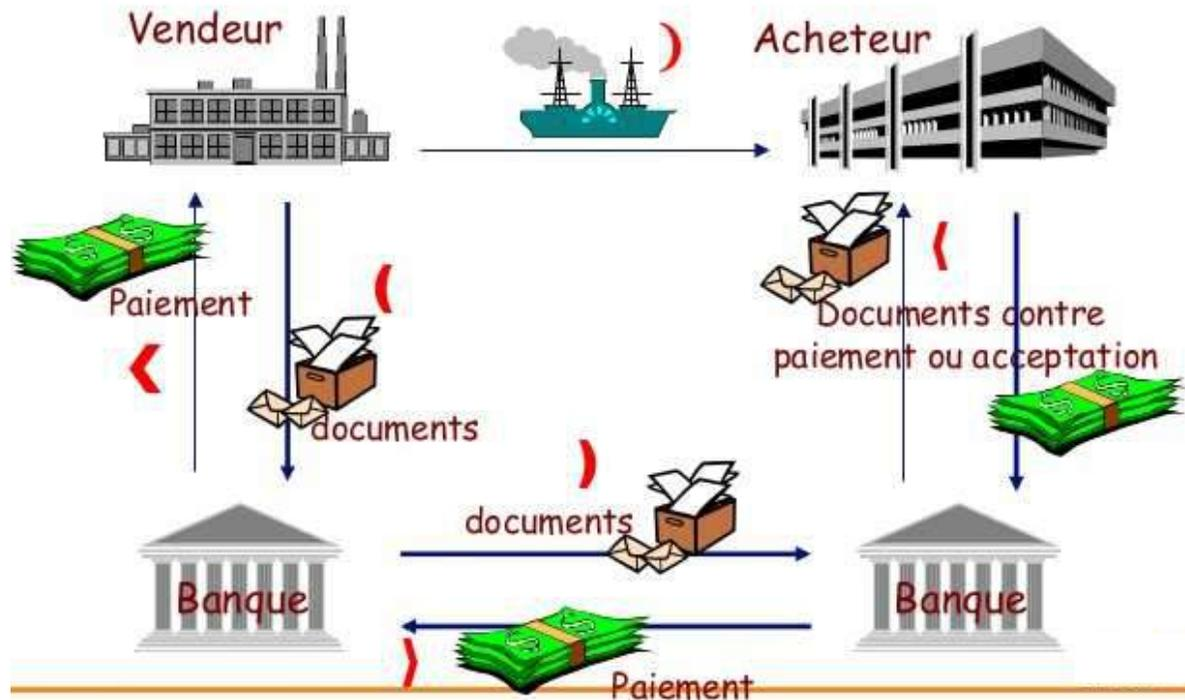 Vendeur
Acheteur
Paiement
documents
Documents contre
paiement ou acceptation
documents
Banque
Banque
Paiement